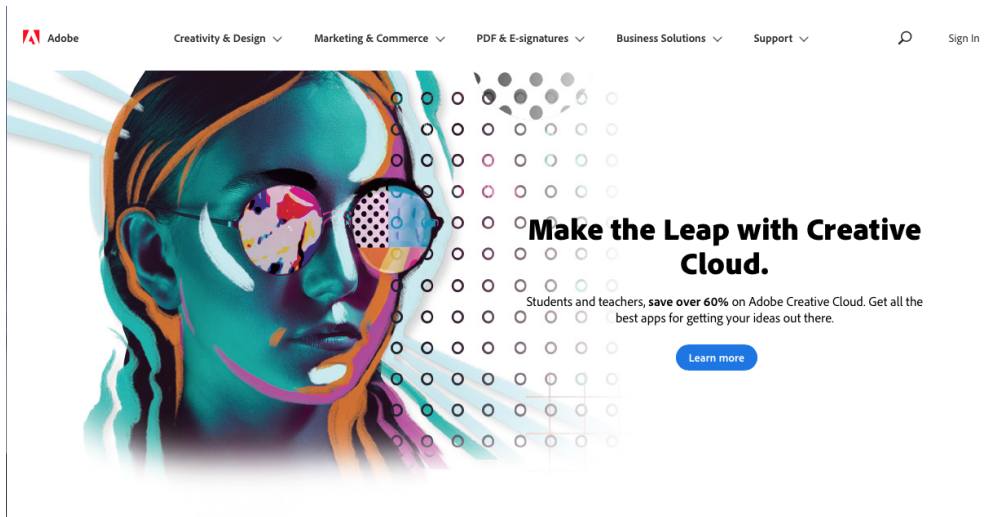 Adobe
Creativity & Design
Marketing & Commerce
PDF & E-signatures
Business Solutions
Support
Sign In
Make the Leap with Creative
Cloud.
Students and teachers, save over 60% on Adobe Creative Cloud. Get all the
best apps for getting your ideas out there.
Learn more